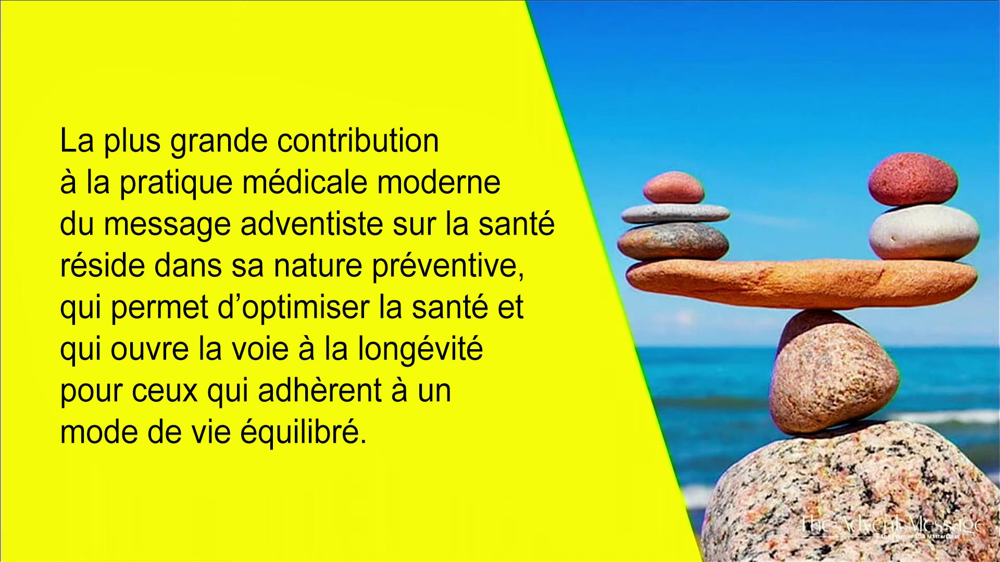 La plus grande contribution
à la pratique médicale moderne
du message adventiste sur la santé
réside dans sa nature préventive,
qui permet d’optimiser la santé et
qui ouvre la voie à la longévité
pour ceux qui adhèrent à un
mode de vie équilibré.
The Advent Message
SDA MasterClass